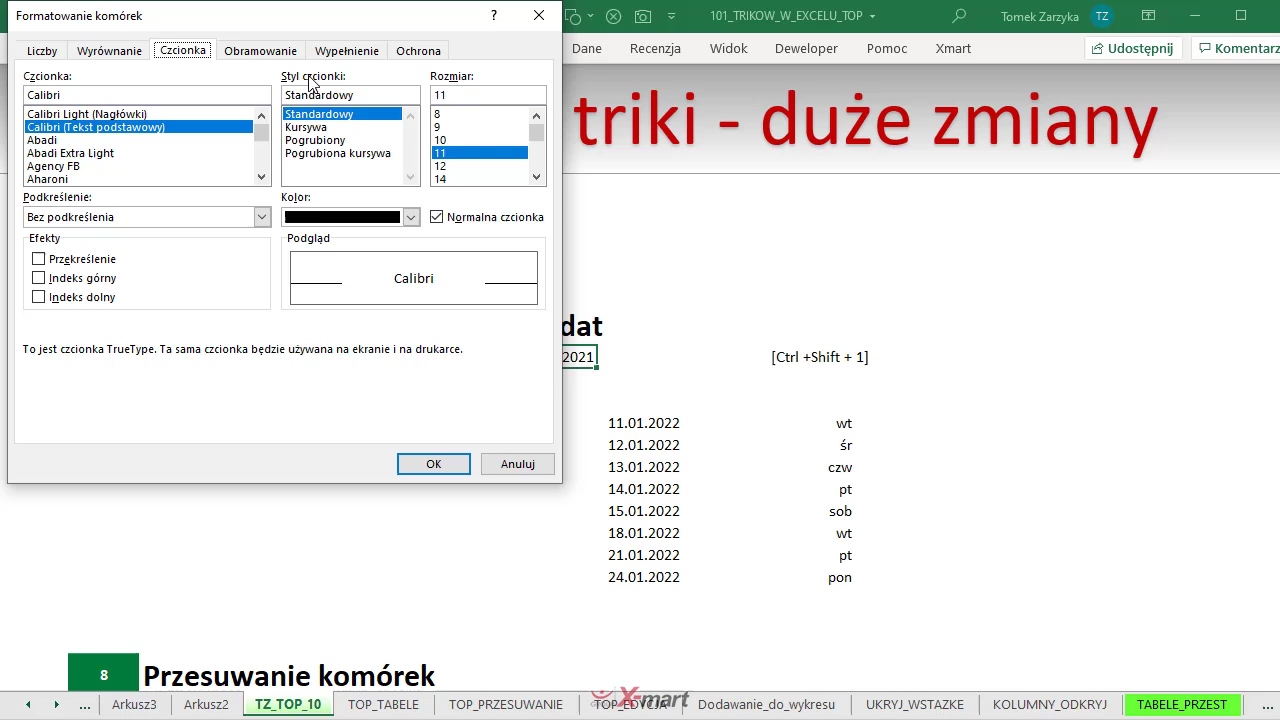 Formatowanie komórek
?
101_TRIKOW_W_EXCELU_TOP
Tomek Zarzyka
TZ
Liczby
Wyrównanie
Czcionka
Obramowanie
Wypełnienie
Ochrona
Dane
Recenzja
Widok
Deweloper
Pomoc
Xmart
Udostępnij
Komentarz
Czcionka:
Styl czcionki:
Rozmiar:
Calibri
Standardowy
11
Calibri Light (Nagłówki)
Calibri (Tekst podstawowy)
Abadi
Abadi Extra Light
Agency FB
Aharoni
Standardowy
Kursywa
Pogrubiony
Pogrubiona kursywa
8
9
10
11
12
14
triki - duże zmiany
Podkreślenie:
Kolor:
Bez podkreślenia
Normalna czcionka
Efekty
Podgląd
Przekreślenie
Indeks górny
Indeks dolny
Calibri
To jest czcionka TrueType. Ta sama czcionka będzie używana na ekranie i na drukarce.
OK
Anuluj
dat
2021
[Ctrl +Shift + 1]
11.01.2022 wt
12.01.2022 śr
13.01.2022 czw
14.01.2022 pt
15.01.2022 sob
18.01.2022 wt
21.01.2022 pt
24.01.2022 pon
8 Przesuwanie komórek
...
Arkusz3
Arkusz2
TZ_TOP_10
TOP_TABELE
TOP_PRZESUWANIE
TOP_EDYCJA
X-mart
Dodawanie_do_wykresu
UKRYJ_WSTAZKE
KOLUMNY_ODKRYJ
TABELE_PRZEST
...